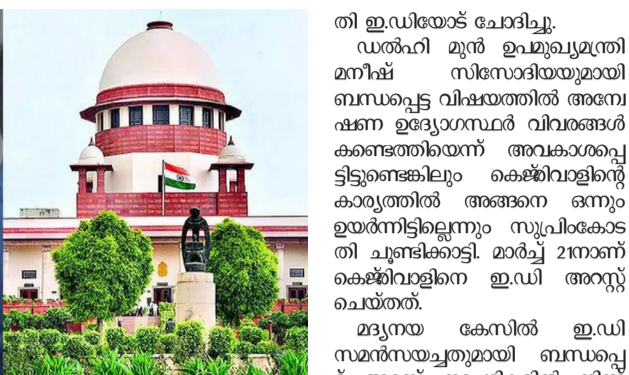 തി ഇ.ഡിയോട് ചോദിച്ചു.
ഡൽഹി മുൻ ഉപമുഖ്യമന്ത്രി
മനീഷ് സിസോദിയയുമായി
ബന്ധപ്പെട്ട വിഷയത്തിൽ അന്വേ
ഷണ ഉദ്യോഗസ്ഥർ വിവരങ്ങൾ
കണ്ടെത്തിയെന്ന് അവകാശപ്പെ
ട്ടിട്ടുണ്ടെങ്കിലും കെജ്‌രിവാളിന്റെ
കാര്യത്തിൽ അങ്ങനെ ഒന്നും
ഉയർന്നിട്ടില്ലെന്നും സുപ്രിംകോട
തി ചൂണ്ടിക്കാട്ടി. മാർച്ച് 21നാണ്
കെജ്‌രിവാളിനെ ഇ.ഡി അറസ്റ്റ്
ചെയ്തത്.
മദ്യനയ കേസിൽ ഇ.ഡി
സമൻസയച്ചതുമായി ബന്ധപ്പെ